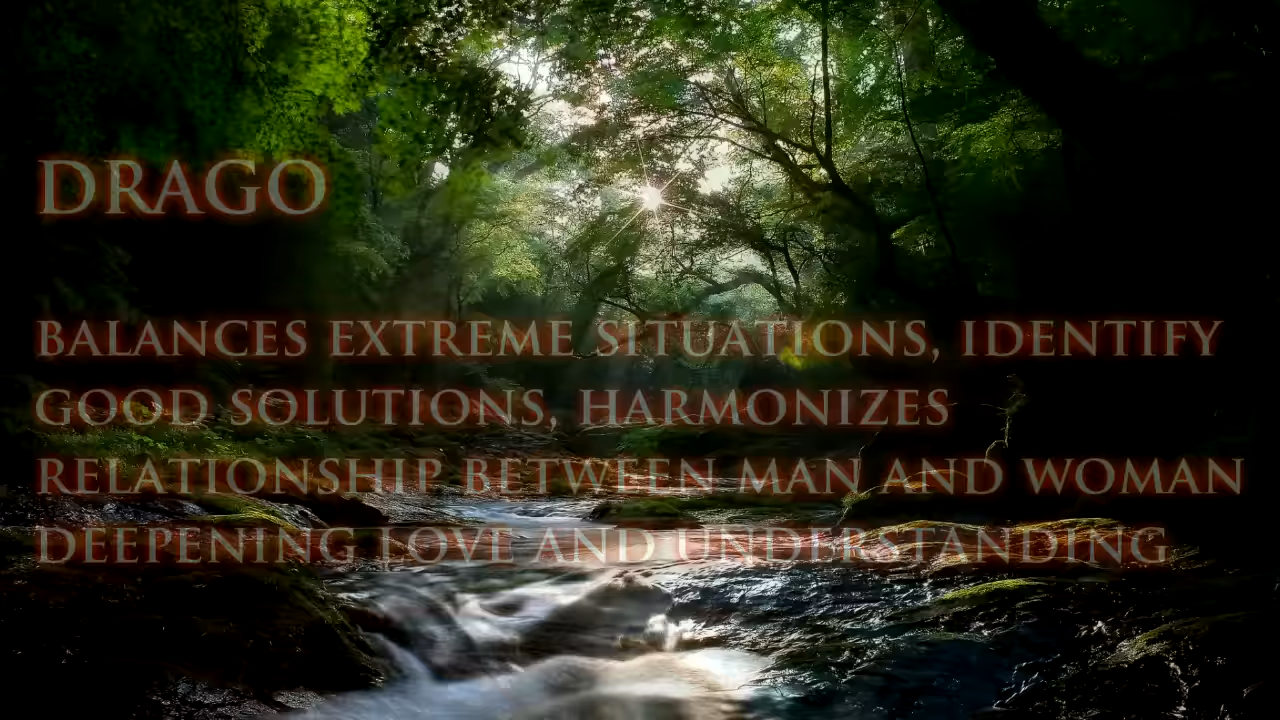 DRAGO
BALANCES EXTREME SITUATIONS, IDENTIFY
GOOD SOLUTIONS, HARMONIZES
RELATIONSHIP BETWEEN MAN AND WOMAN
DEEPENING LOVE AND UNDERSTANDING